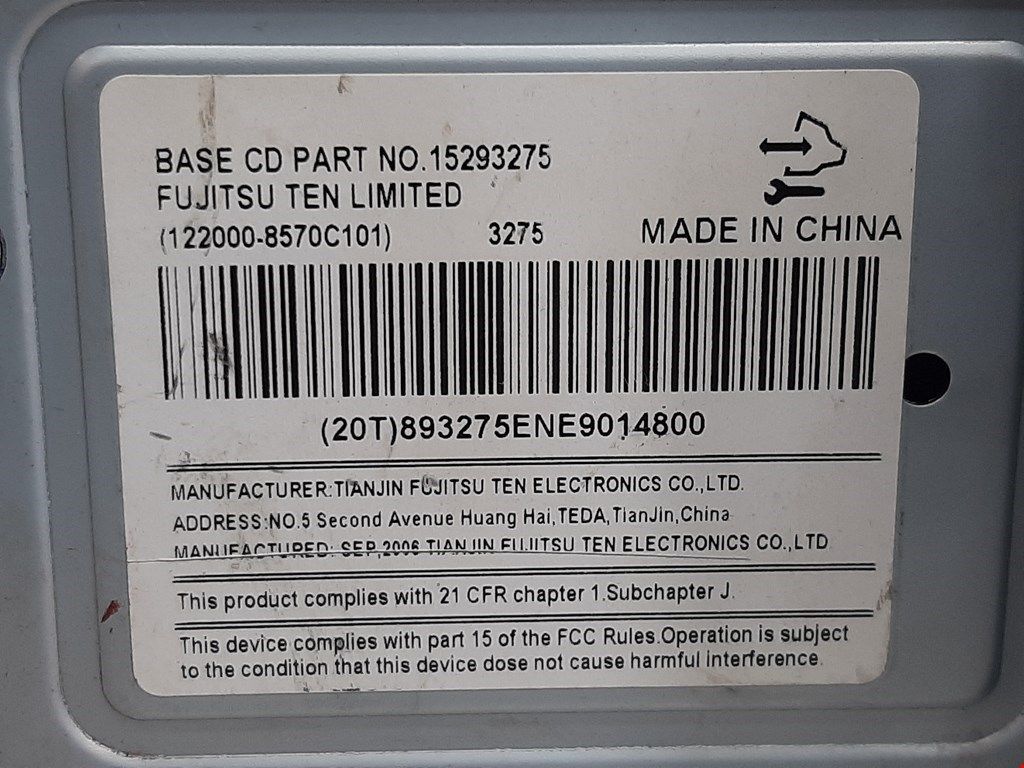 BASE CD PART NO.15293275
FUJITSU TEN LIMITED
(122000-8570C101) 3275 MADE IN CHINA
(20T)893275ENE9014800
MANUFACTURER:TIANJIN FUJITSU TEN ELECTRONICS CO.,LTD.
ADDRESS:NO.5 Second Avenue Huang Hai,TEDA,TianJin,China
MANUFACTURED: SEP,2006 TIANJIN FUJITSU TEN ELECTRONICS CO.,LTD
This product complies with 21 CFR chapter 1.Subchapter J.
This device complies with part 15 of the FCC Rules.Operation is subject
to the condition that this device dose not cause harmful interference.